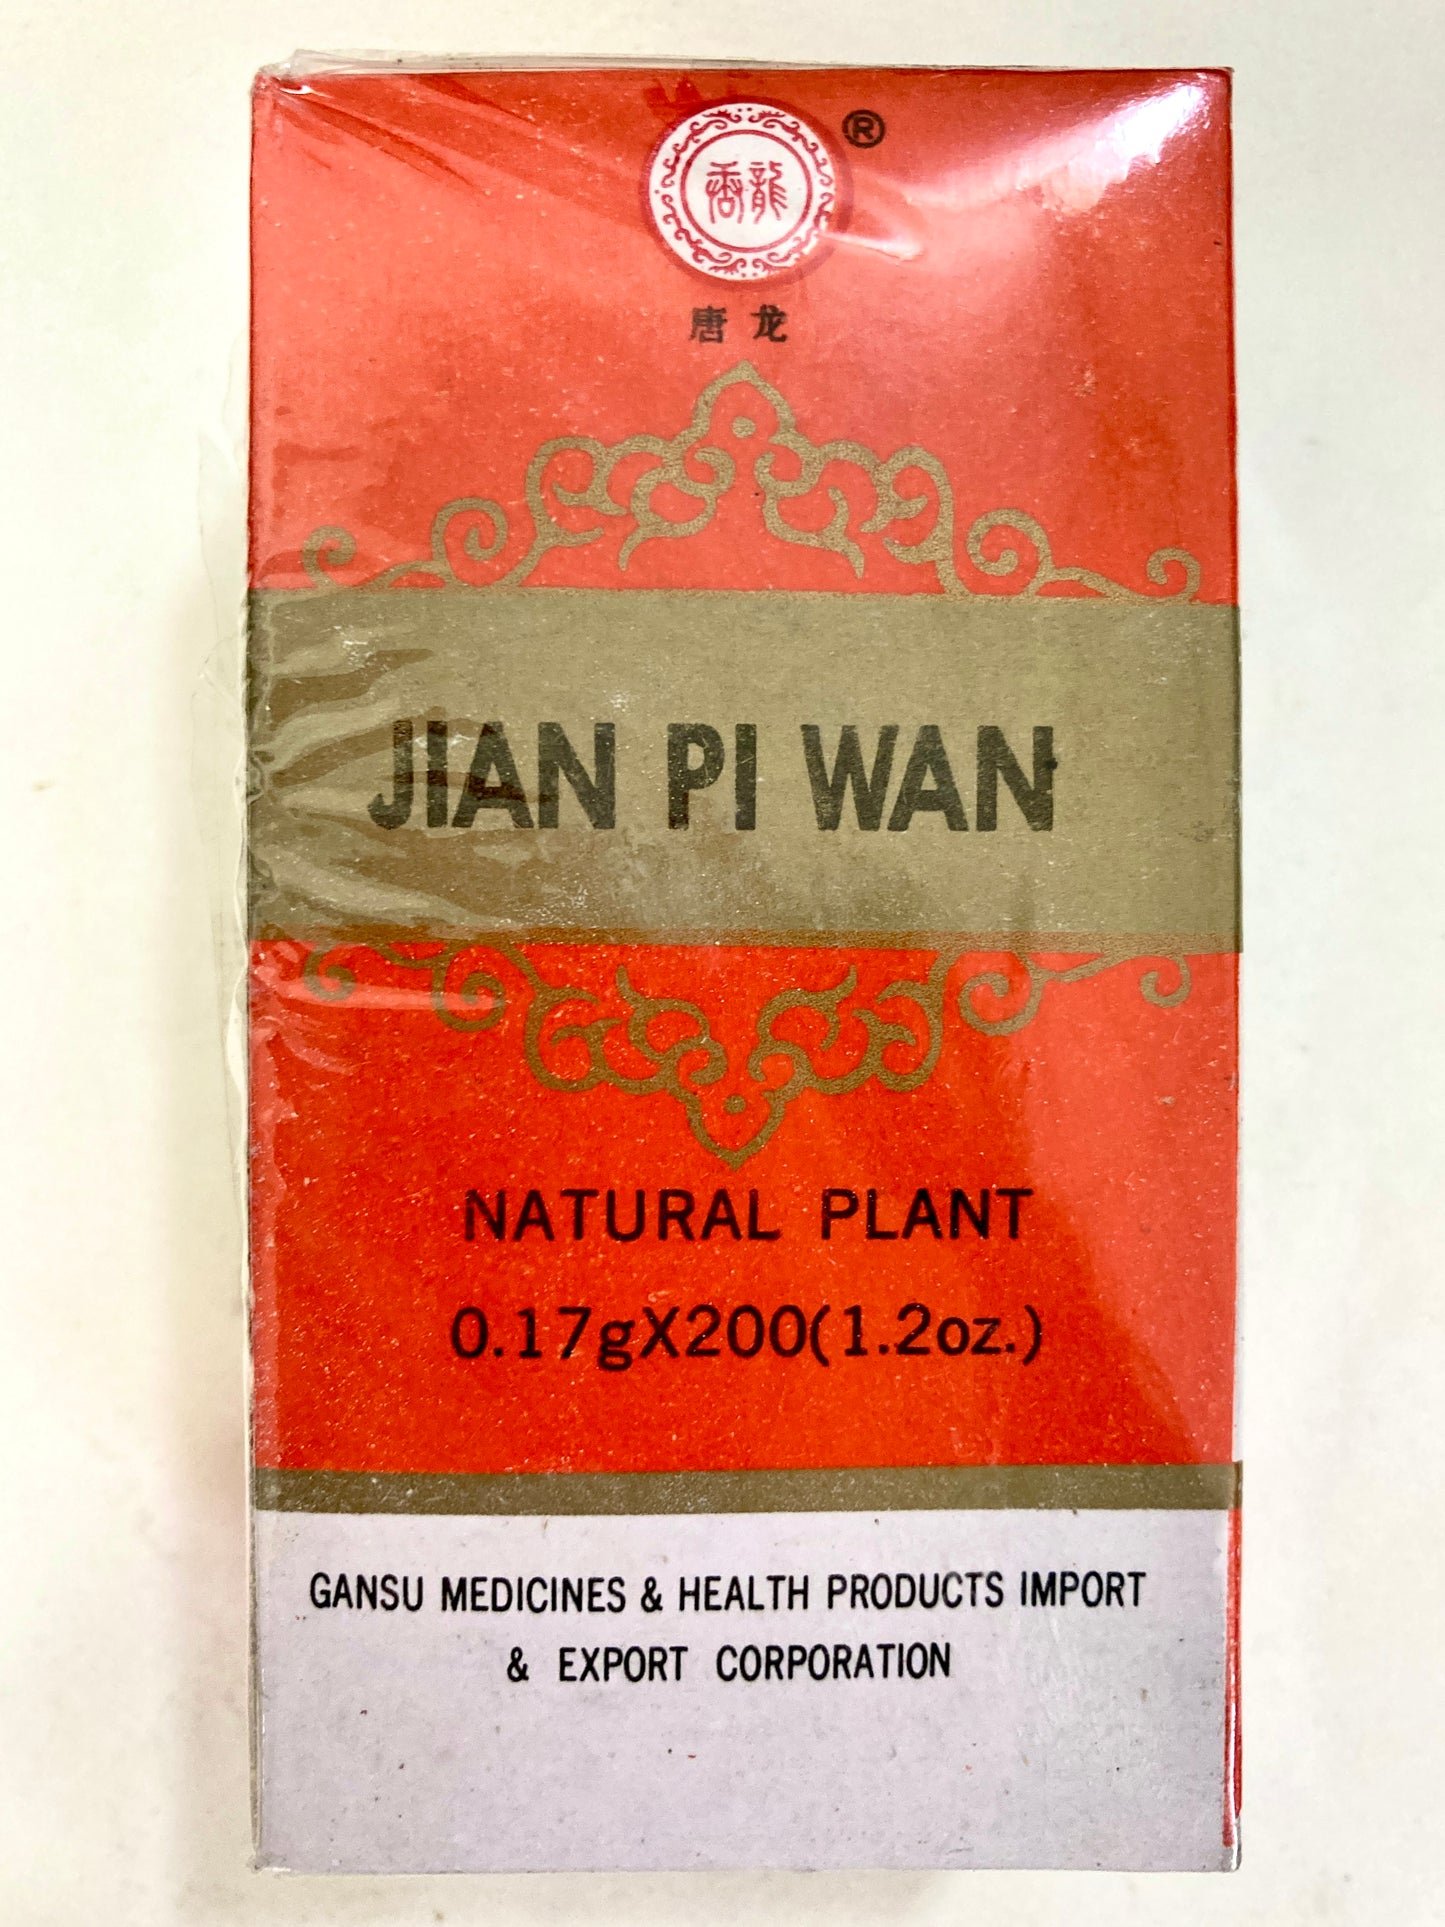 唐龍
®
唐龙
JIAN PI WAN
NATURAL PLANT
0.17gX200(1.2oz.)
GANSU MEDICINES & HEALTH PRODUCTS IMPORT
& EXPORT CORPORATION